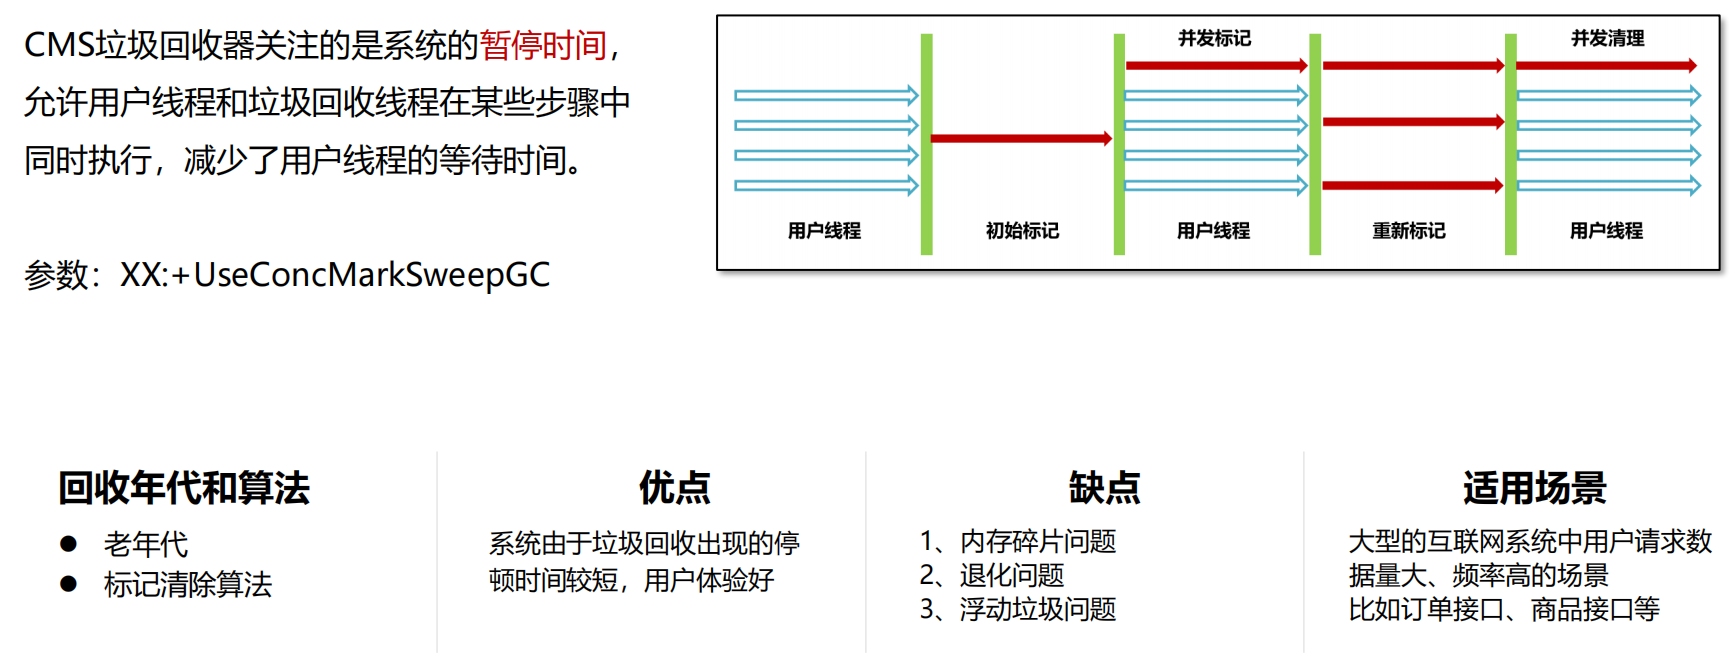 CMS垃圾回收器关注的是系统的暂停时间，
允许用户线程和垃圾回收线程在某些步骤中
同时执行，减少了用户线程的等待时间。
参数：XX:+UseConcMarkSweepGC
并发标记
并发清理
用户线程
初始标记
用户线程
重新标记
用户线程
回收年代和算法
● 老年代
● 标记清除算法
优点
系统由于垃圾回收出现的停
顿时间较短，用户体验好
缺点
1、内存碎片问题
2、退化问题
3、浮动垃圾问题
适用场景
大型的互联网系统中用户请求数
据量大、频率高的场景
比如订单接口、商品接口等